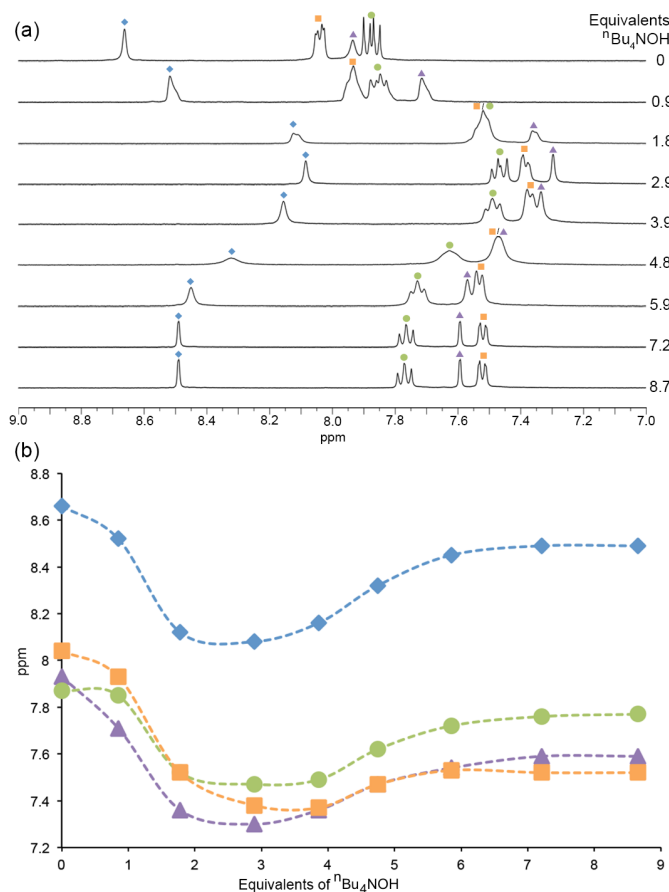 (a)
Equivalents
ⁿBu₄NOH
0
0.9
1.8
2.9
3.9
4.8
5.9
7.2
8.7
9.0 8.8 8.6 8.4 8.2 8.0 7.8 7.6 7.4 7.2 7.0
ppm
(b)
8.8
8.6
8.4
8.2
8
7.8
7.6
7.4
7.2
ppm
0 1 2 3 4 5 6 7 8 9
Equivalents of ⁿBu₄NOH